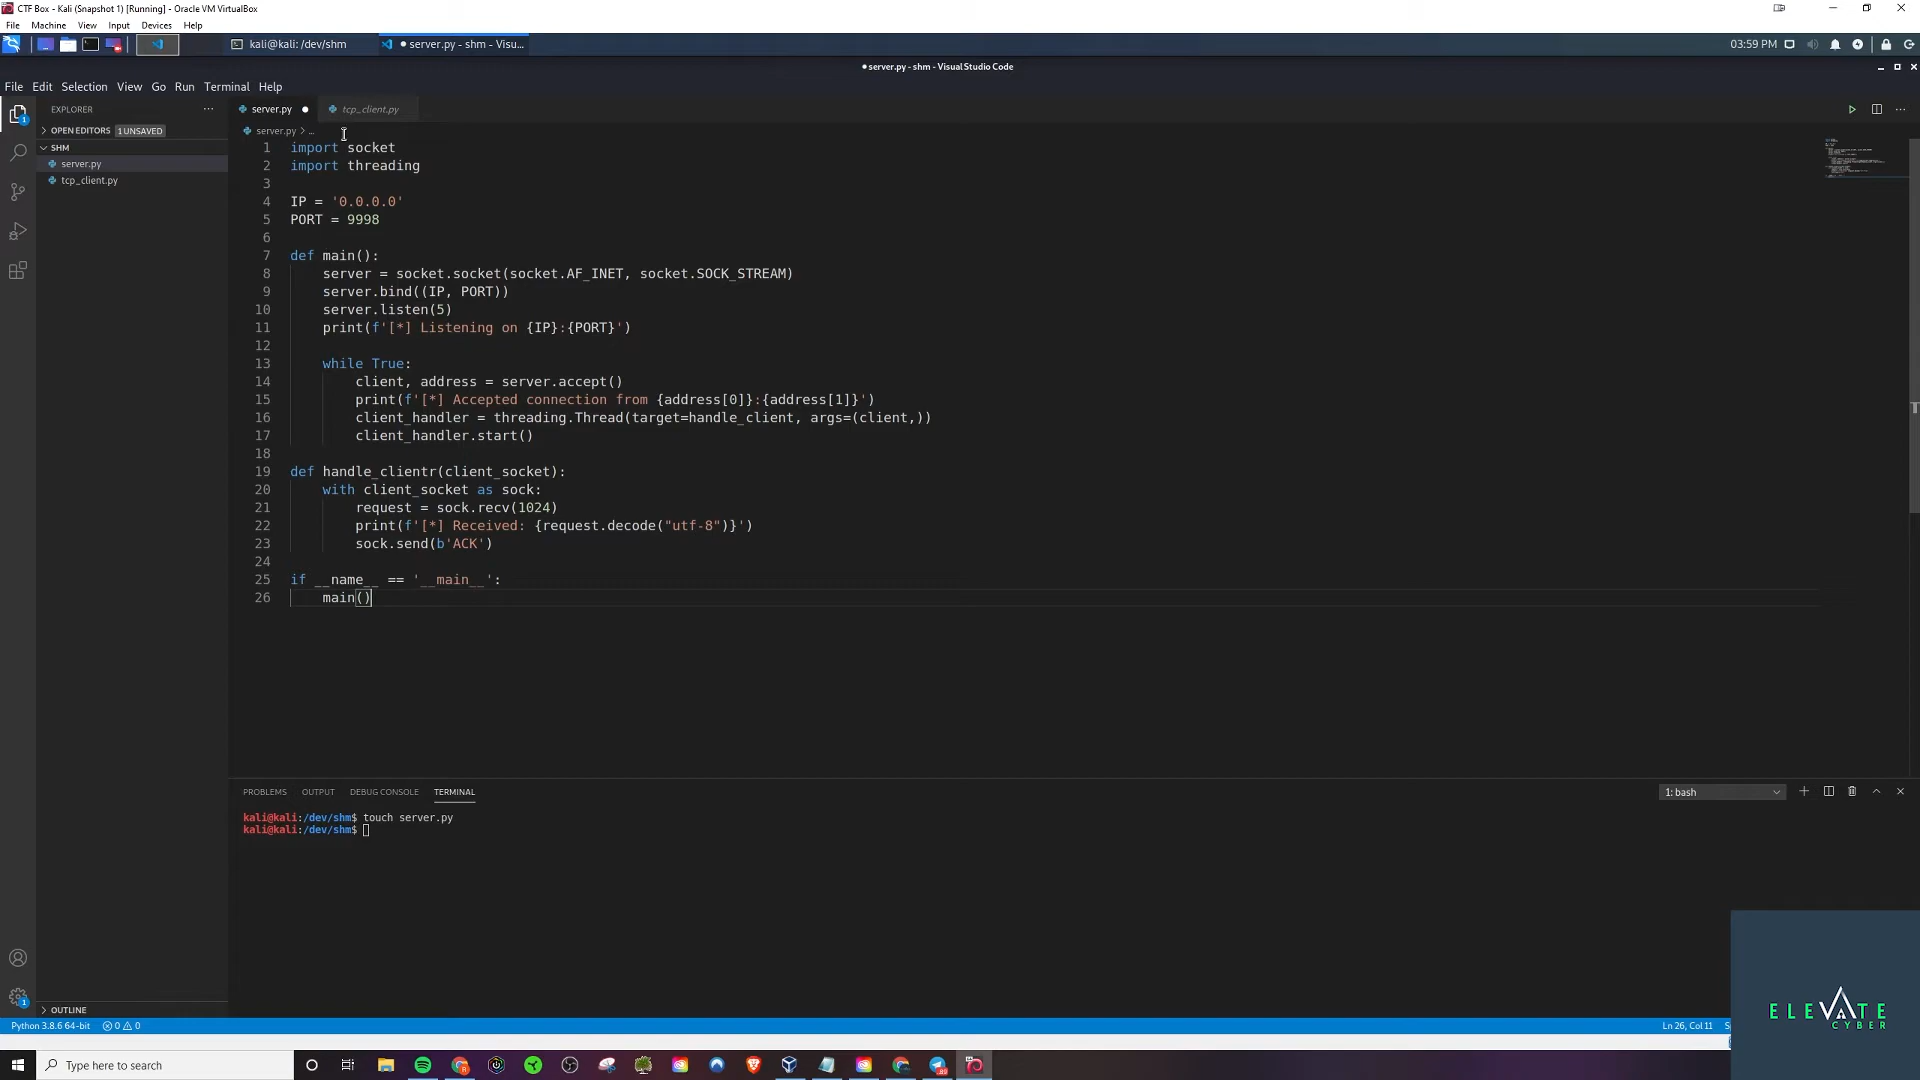 CTF Box - Kali (Snapshot 1) [Running] - Oracle VM VirtualBox
File Machine View Input Devices Help
kali@kali: /dev/shm
● server.py - shm - Visu...
03:59 PM
● server.py - shm - Visual Studio Code
File Edit Selection View Go Run Terminal Help
EXPLORER
server.py ●
tcp_client.py
OPEN EDITORS 1 UNSAVED
server.py > ...
SHM
server.py
tcp_client.py
1 import socket
2 import threading
3
4 IP = '0.0.0.0'
5 PORT = 9998
6
7 def main():
8     server = socket.socket(socket.AF_INET, socket.SOCK_STREAM)
9     server.bind((IP, PORT))
10     server.listen(5)
11     print(f'[*] Listening on {IP}:{PORT}')
12
13     while True:
14         client, address = server.accept()
15         print(f'[*] Accepted connection from {address[0]}:{address[1]}')
16         client_handler = threading.Thread(target=handle_client, args=(client,))
17         client_handler.start()
18
19 def handle_clientr(client_socket):
20     with client_socket as sock:
21         request = sock.recv(1024)
22         print(f'[*] Received: {request.decode("utf-8")}')
23         sock.send(b'ACK')
24
25 if __name__ == '__main__':
26     main()
PROBLEMS OUTPUT DEBUG CONSOLE TERMINAL
1: bash
kali@kali:/dev/shm$ touch server.py
kali@kali:/dev/shm$
OUTLINE
Python 3.8.6 64-bit
0 0
Ln 26, Col 11
ELEVATE
CYBER
Type here to search